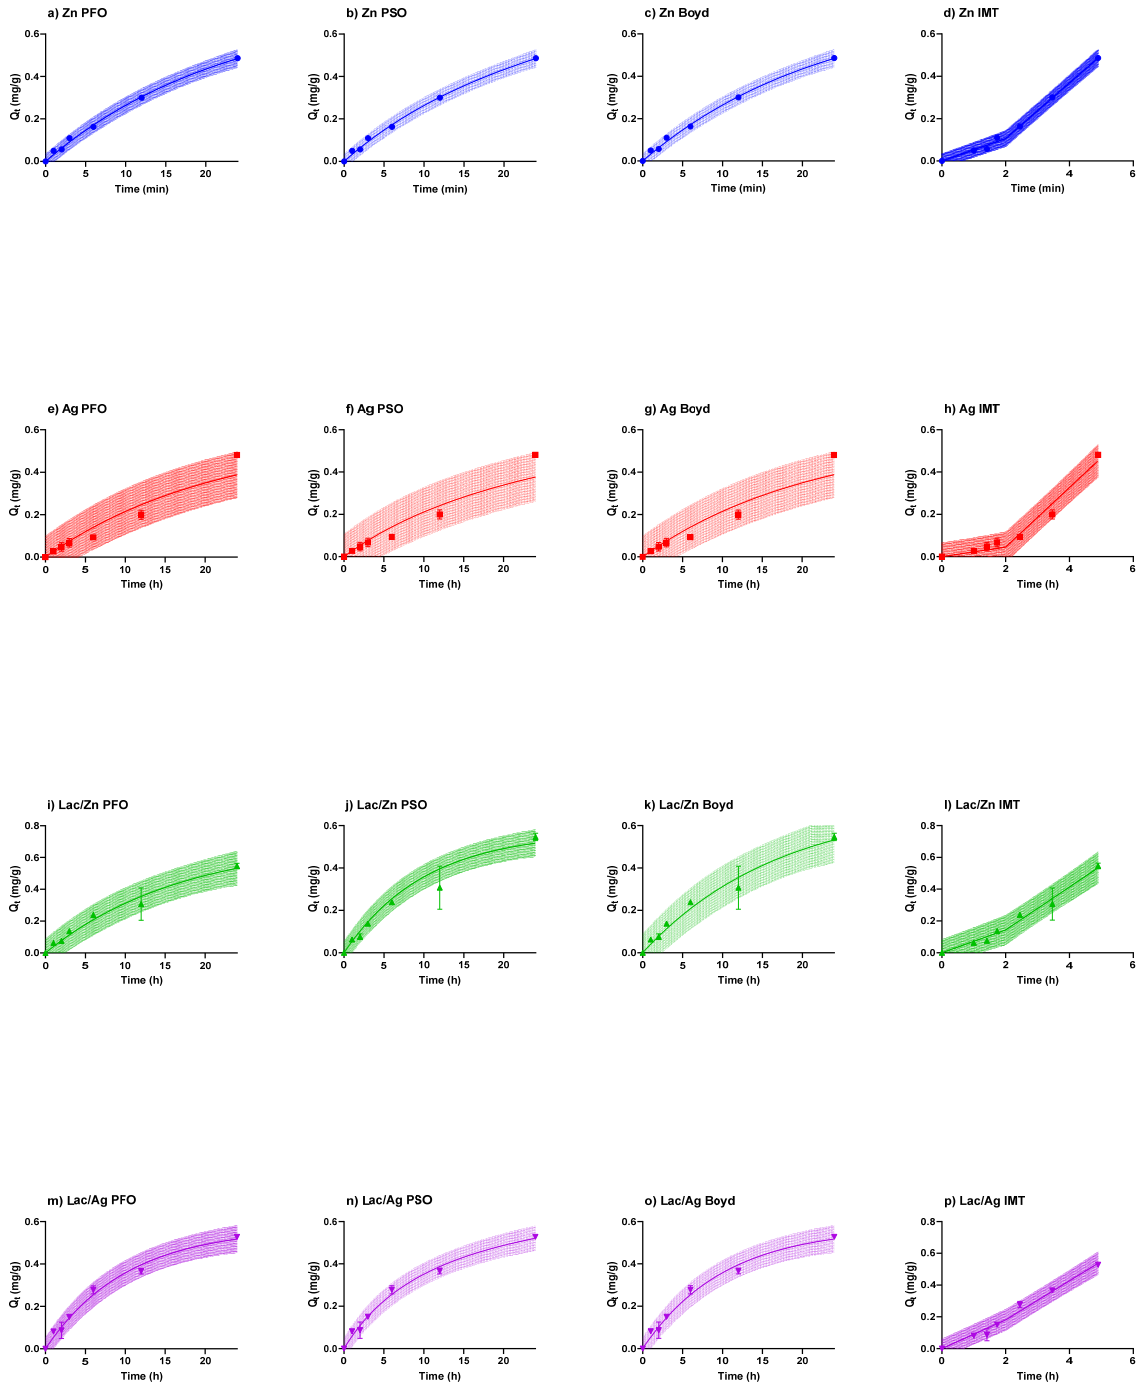 a) Zn PFO
b) Zn PSO
c) Zn Boyd
d) Zn IMT
0.6
0.4
0.2
0.0
Qt (mg/g)
0 5 10 15 20
Time (min)
0.6
0.4
0.2
0.0
Qt (mg/g)
0 5 10 15 20
Time (min)
0.6
0.4
0.2
0.0
Qt (mg/g)
0 5 10 15 20
Time (min)
0.6
0.4
0.2
0.0
Qt (mg/g)
0 2 4 6
Time (min)
e) Ag PFO
f) Ag PSO
g) Ag Boyd
h) Ag IMT
0.6
0.4
0.2
0.0
Qt (mg/g)
0 5 10 15 20
Time (h)
0.6
0.4
0.2
0.0
Qt (mg/g)
0 5 10 15 20
Time (h)
0.6
0.4
0.2
0.0
Qt (mg/g)
0 5 10 15 20
Time (h)
0.6
0.4
0.2
0.0
Qt (mg/g)
0 2 4 6
Time (h)
i) Lac/Zn PFO
j) Lac/Zn PSO
k) Lac/Zn Boyd
l) Lac/Zn IMT
0.8
0.6
0.4
0.2
0.0
Qt (mg/g)
0 5 10 15 20
Time (h)
0.6
0.4
0.2
0.0
Qt (mg/g)
0 5 10 15 20
Time (h)
0.6
0.4
0.2
0.0
Qt (mg/g)
0 5 10 15 20
Time (h)
0.8
0.6
0.4
0.2
0.0
Qt (mg/g)
0 2 4 6
Time (h)
m) Lac/Ag PFO
n) Lac/Ag PSO
o) Lac/Ag Boyd
p) Lac/Ag IMT
0.6
0.4
0.2
0.0
Qt (mg/g)
0 5 10 15 20
Time (h)
0.6
0.4
0.2
0.0
Qt (mg/g)
0 5 10 15 20
Time (h)
0.6
0.4
0.2
0.0
Qt (mg/g)
0 5 10 15 20
Time (h)
0.8
0.6
0.4
0.2
0.0
Qt (mg/g)
0 2 4 6
Time (h)